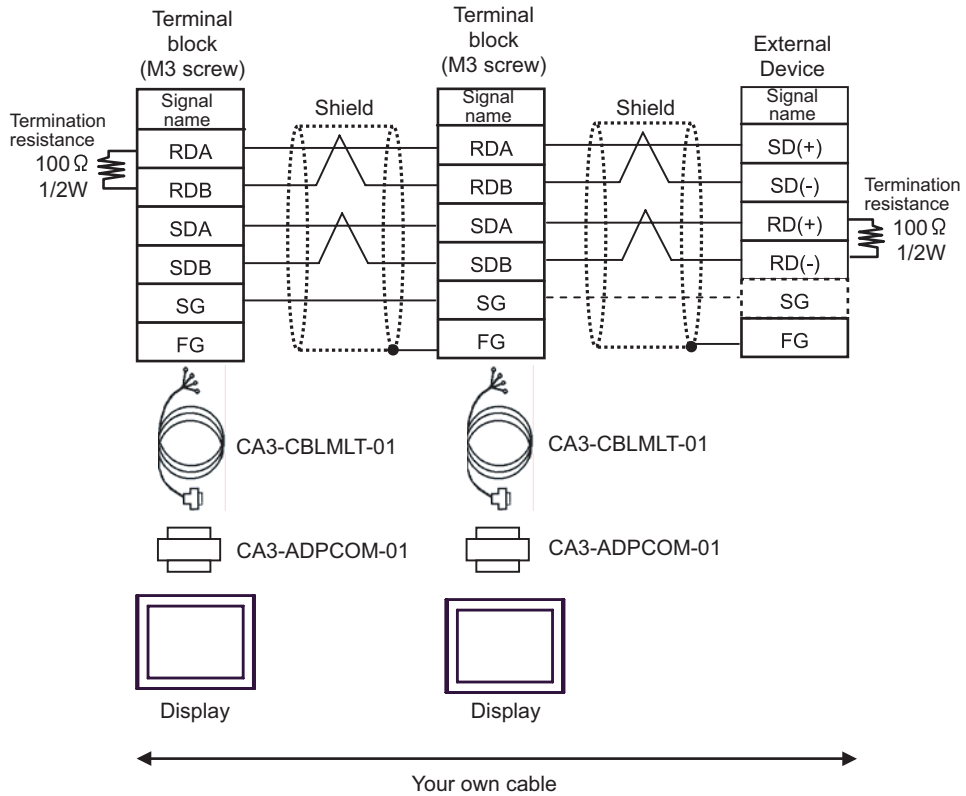 Terminal
block
(M3 screw)
Terminal
block
(M3 screw)
External
Device
Termination
resistance
100 Ω
1/2W
Signal
name
RDA
RDB
SDA
SDB
SG
FG
Shield
Signal
name
RDA
RDB
SDA
SDB
SG
FG
Shield
Signal
name
SD(+)
SD(-)
RD(+)
RD(-)
SG
FG
Termination
resistance
100 Ω
1/2W
CA3-CBLMLT-01
CA3-CBLMLT-01
CA3-ADPCOM-01
CA3-ADPCOM-01
Display
Display
Your own cable